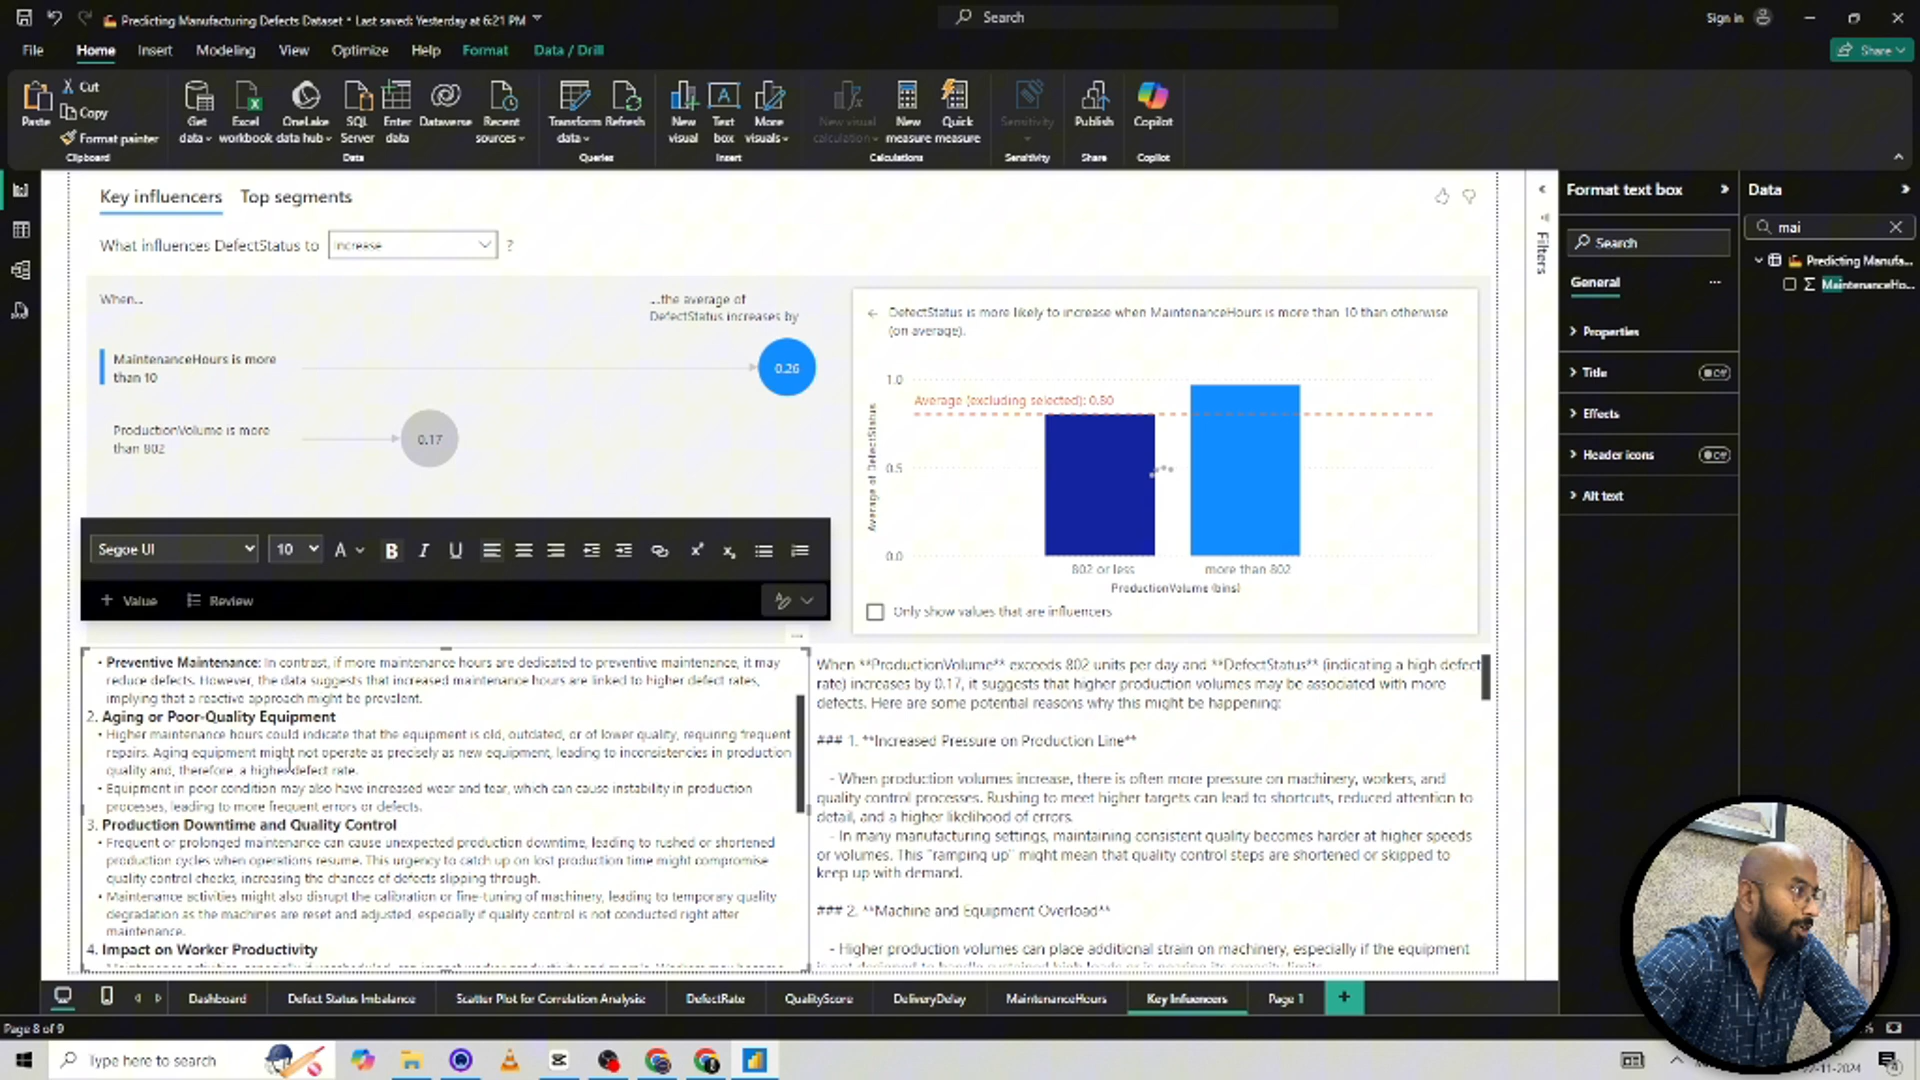 Predicting Manufacturing Defects Dataset • Last saved: Yesterday at 6:21 PM
Search
Sign in
File Home Insert Modeling View Optimize Help Format Data / Drill
Share
Paste
Cut
Copy
Format painter
Clipboard
Get data
Excel workbook
OneLake data hub
SQL Server
Enter data
Dataverse
Recent sources
Data
Transform data
Refresh
Queries
New visual
Text box
More visuals
Insert
New visual calculation
New measure
Quick measure
Calculations
Sensitivity
Sensitivity
Publish
Share
Copilot
Copilot
Key influencers Top segments
What influences DefectStatus to Increase ?
When...
...the average of
DefectStatus increases by
MaintenanceHours is more
than 10
0.26
ProductionVolume is more
than 802
0.17
DefectStatus is more likely to increase when MaintenanceHours is more than 10 than otherwise
(on average).
1.0
Average (excluding selected): 0.80
0.5
0.0
Average of DefectStatus
802 or less more than 802
ProductionVolume (bins)
Only show values that are influencers
Segoe UI 10 A B I U
+ Value Review
• Preventive Maintenance: In contrast, if more maintenance hours are dedicated to preventive maintenance, it may
reduce defects. However, the data suggests that increased maintenance hours are linked to higher defect rates,
implying that a reactive approach might be prevalent.
2. Aging or Poor-Quality Equipment
• Higher maintenance hours could indicate that the equipment is old, outdated, or of lower quality, requiring frequent
repairs. Aging equipment might not operate as precisely as new equipment, leading to inconsistencies in production
quality and, therefore, a higher defect rate.
• Equipment in poor condition may also have increased wear and tear, which can cause instability in production
processes, leading to more frequent errors or defects.
3. Production Downtime and Quality Control
• Frequent or prolonged maintenance can cause unexpected production downtime, leading to rushed or shortened
production cycles when operations resume. This urgency to catch up on lost production time might compromise
quality control checks, increasing the chances of defects slipping through.
• Maintenance activities might also disrupt the calibration or fine-tuning of machinery, leading to temporary quality
degradation as the machines are reset and adjusted, especially if quality control is not conducted right after
maintenance.
4. Impact on Worker Productivity
When **ProductionVolume** exceeds 802 units per day and **DefectStatus** (indicating a high defect
rate) increases by 0.17, it suggests that higher production volumes may be associated with more
defects. Here are some potential reasons why this might be happening:
### 1. **Increased Pressure on Production Line**
- When production volumes increase, there is often more pressure on machinery, workers, and
quality control processes. Rushing to meet higher targets can lead to shortcuts, reduced attention to
detail, and a higher likelihood of errors.
- In many manufacturing settings, maintaining consistent quality becomes harder at higher speeds
or volumes. This "ramping up" might mean that quality control steps are shortened or skipped to
keep up with demand.
### 2. **Machine and Equipment Overload**
- Higher production volumes can place additional strain on machinery, especially if the equipment
Filters
Format text box
Search
General
Properties
Title Off
Effects
Header icons Off
Alt text
Data
mai
Predicting Manufa...
MaintenanceHo...
Dashboard Defect Status Imbalance Scatter Plot for Correlation Analysis DefectRate QualityScore DeliveryDelay MaintenanceHours Key Influencers Page 1 +
Page 8 of 9
Type here to search